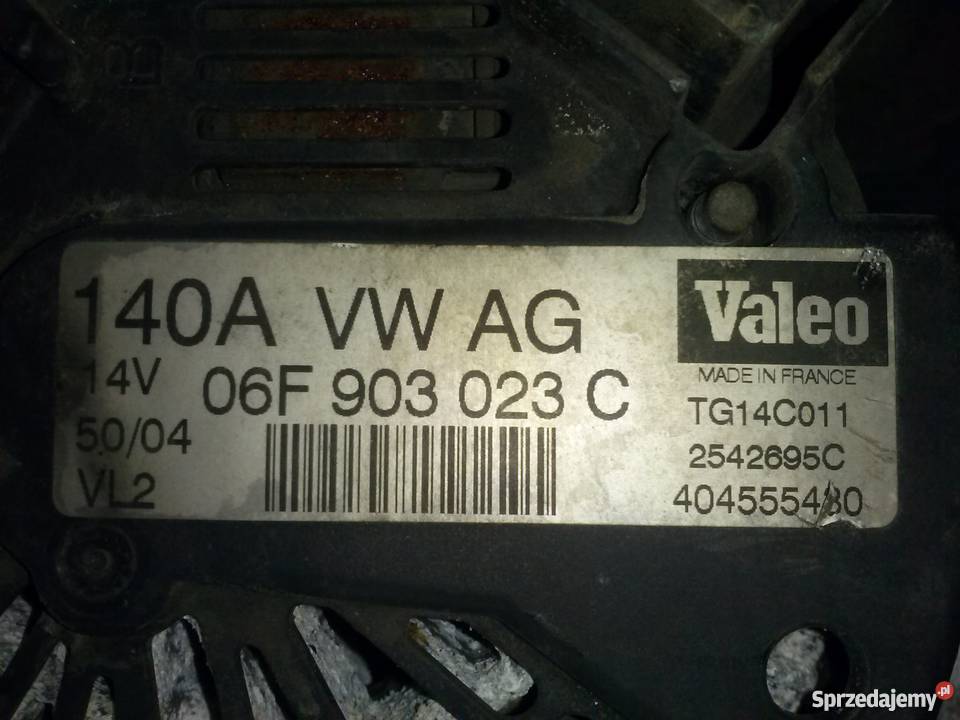 B
140A VW AG
14V 06F 903 023 C
50/04
VL2
Valeo
MADE IN FRANCE
TG14C011
2542695C
404555480
Sprzedajemy.pl